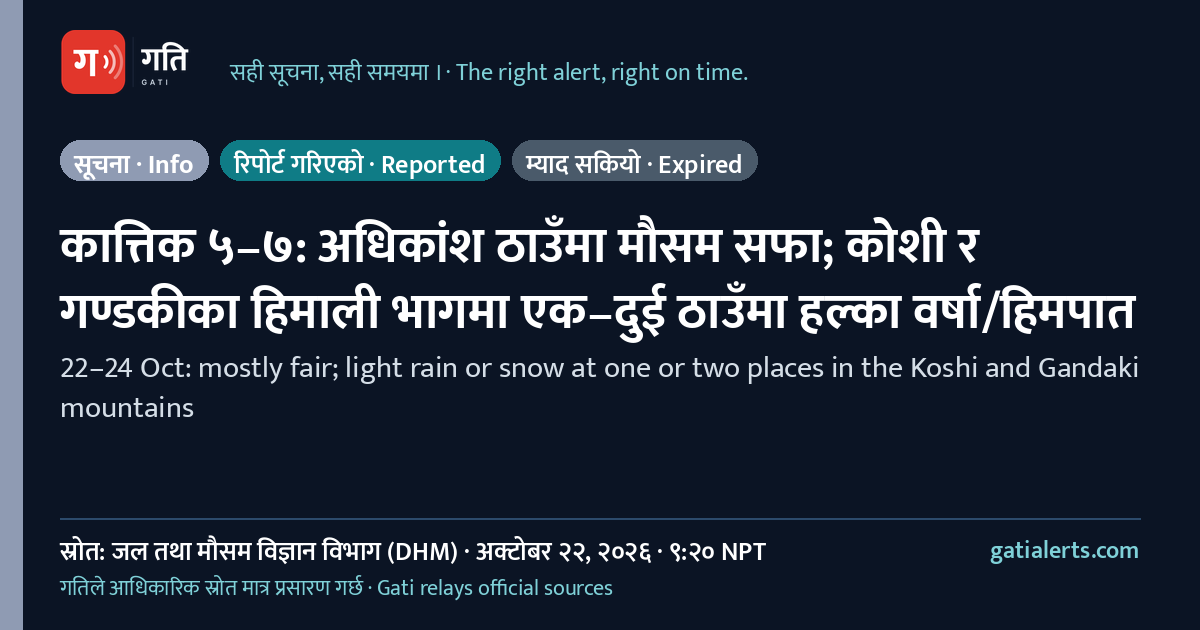 ग गति
GATI
सही सूचना, सही समयमा । · The right alert, right on time.
सूचना · Info
रिपोर्ट गरिएको · Reported
म्याद सकियो · Expired
कात्तिक ५–७: अधिकांश ठाउँमा मौसम सफा; कोशी र
गण्डकीका हिमाली भागमा एक–दुई ठाउँमा हल्का वर्षा/हिमपात
22–24 Oct: mostly fair; light rain or snow at one or two places in the Koshi and Gandaki
mountains
स्रोत: जल तथा मौसम विज्ञान विभाग (DHM) · अक्टोबर २२, २०२६ · ९:२० NPT
gatialerts.com
गतिले आधिकारिक स्रोत मात्र प्रसारण गर्छ · Gati relays official sources